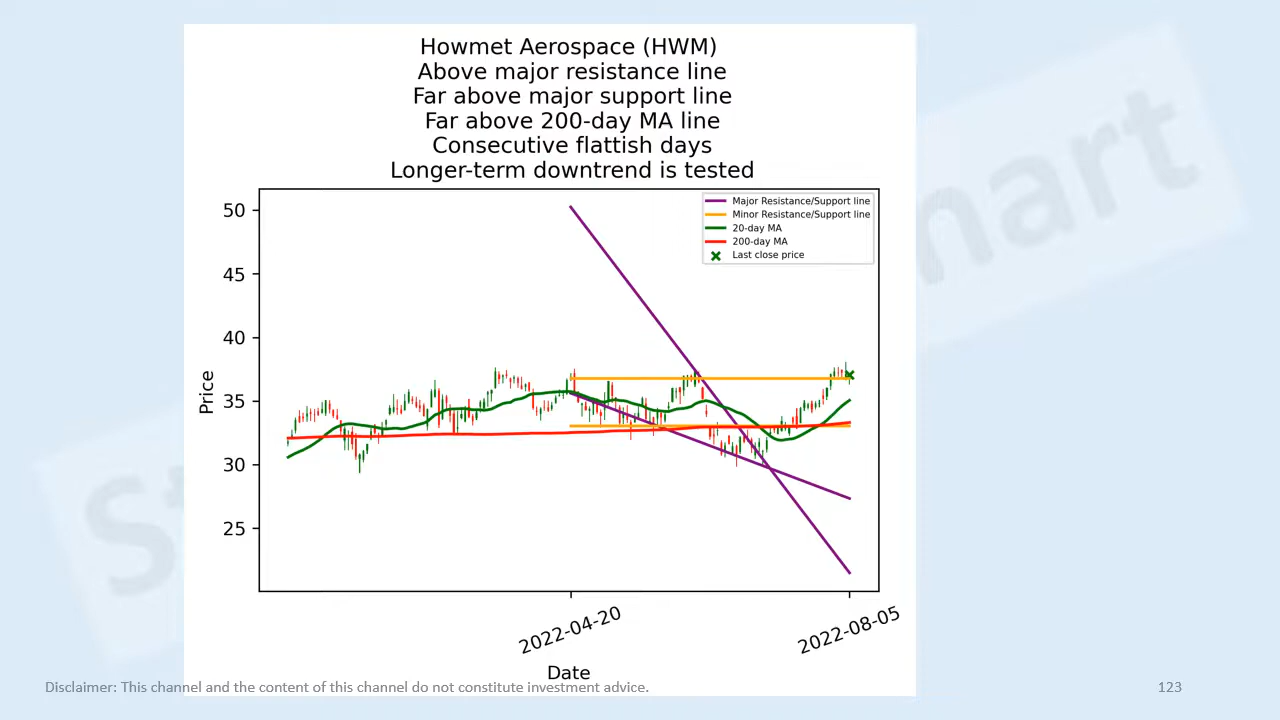 Howmet Aerospace (HWM)
Above major resistance line
Far above major support line
Far above 200-day MA line
Consecutive flattish days
Longer-term downtrend is tested
Major Resistance/Support line
Minor Resistance/Support line
20-day MA
200-day MA
Last close price
50
45
40
35
30
25
Price
2022-04-20
2022-08-05
Date
Disclaimer: This channel and the content of this channel do not constitute investment advice.
123